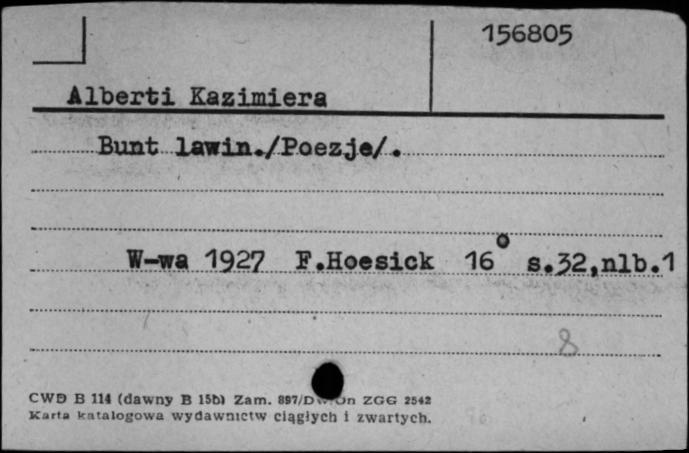 156805
Alberti Kazimiera
Bunt lawin./Poezje/.
W-wa 1927 F.Hoesick 16° s.32,nlb.1
8
CWD B 114 (dawny B 15b) Zam. 897/ ZGG 2542
Karta katalogowa wydawnictw ciągłych i zwartych.